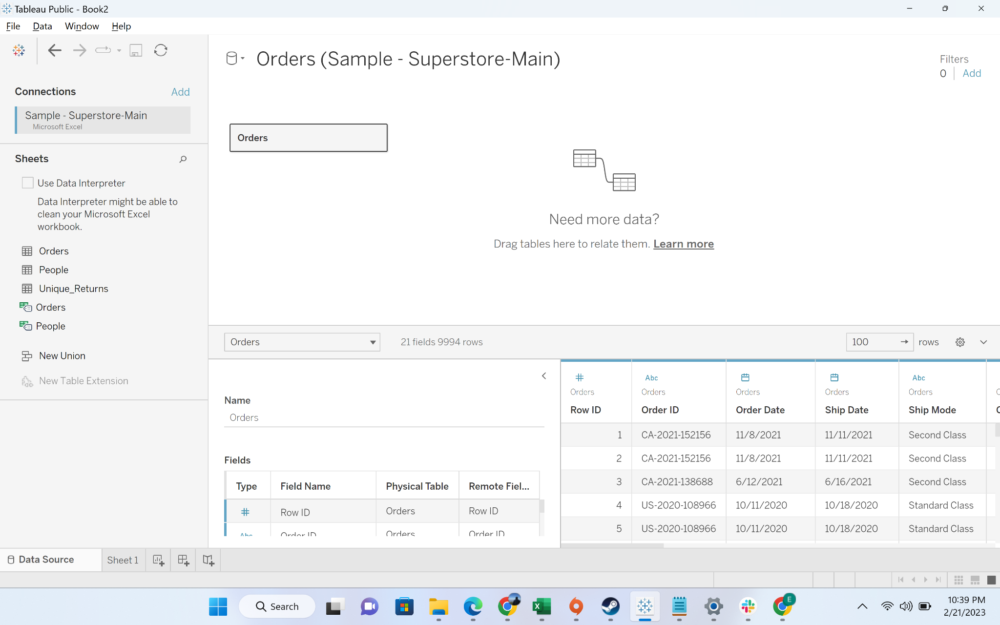 Tableau Public - Book2
File Data Window Help
Orders (Sample - Superstore-Main)
Filters
0 Add
Connections Add
Sample - Superstore-Main
Microsoft Excel
Sheets
Use Data Interpreter
Data Interpreter might be able to
clean your Microsoft Excel
workbook.
Orders
People
Unique_Returns
Orders
People
New Union
New Table Extension
Orders
Need more data?
Drag tables here to relate them. Learn more
Orders 21 fields 9994 rows 100 rows
Name
Orders
Fields
Type Field Name Physical Table Remote Fiel...
# Row ID Orders Row ID
Abc Order ID Orders Order ID
# Abc Abc
Orders Orders Orders Orders Orders
Row ID Order ID Order Date Ship Date Ship Mode
1 CA-2021-152156 11/8/2021 11/11/2021 Second Class
2 CA-2021-152156 11/8/2021 11/11/2021 Second Class
3 CA-2021-138688 6/12/2021 6/16/2021 Second Class
4 US-2020-108966 10/11/2020 10/18/2020 Standard Class
5 US-2020-108966 10/11/2020 10/18/2020 Standard Class
Data Source Sheet 1
Search
E
10:39 PM
2/21/2023